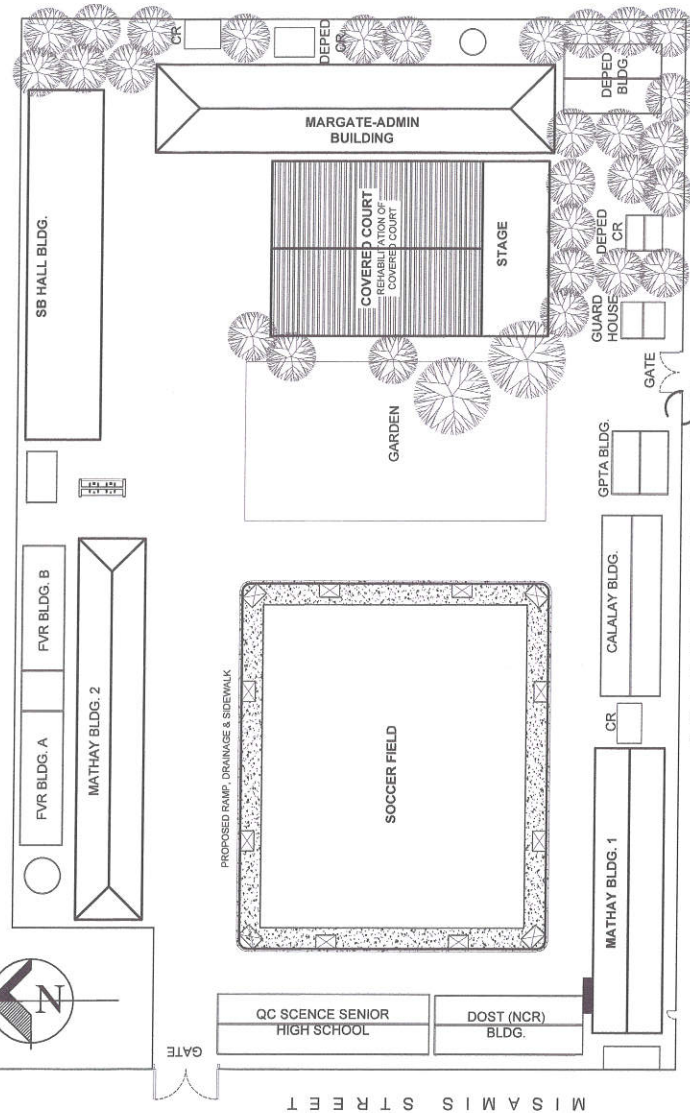 CR
DEPED
CR
DEPED
BLDG.
MARGATE-ADMIN
BUILDING
SB HALL BLDG.
COVERED COURT
REHABILITATION OF
COVERED COURT
STAGE
DEPED
CR
GUARD
HOUSE
GATE
GARDEN
GPTA BLDG.
FVR BLDG. B
FVR BLDG. A
MATHAY BLDG. 2
CALALAY BLDG.
CR
PROPOSED RAMP, DRAINAGE & SIDEWALK
SOCCER FIELD
MATHAY BLDG. 1
N
QC SCENCE SENIOR
HIGH SCHOOL
DOST (NCR)
BLDG.
GATE
MISAMIS STREET